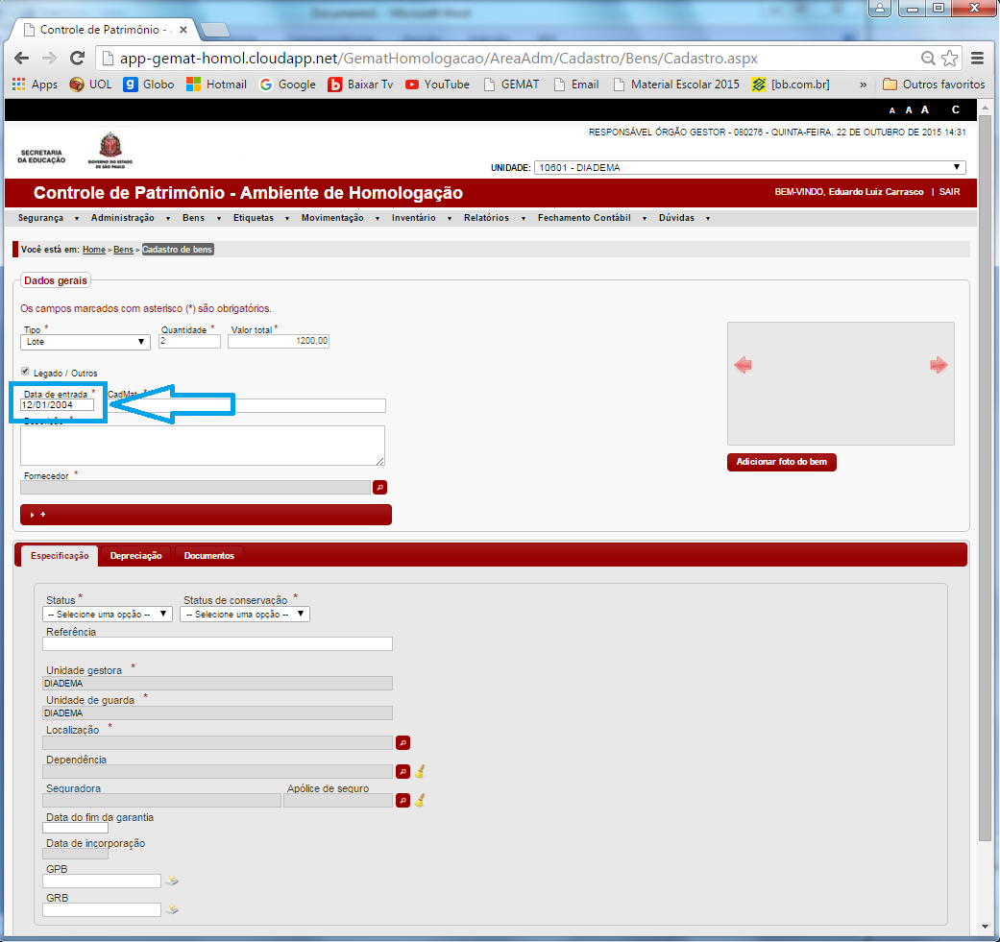 Controle de Patrimônio -
app-gemat-homol.cloudapp.net/GematHomologacao/AreaAdm/Cadastro/Bens/Cadastro.aspx
Apps UOL Globo Hotmail Google Baixar Tv YouTube GEMAT Email Material Escolar 2015 [bb.com.br] » Outros favoritos
A A A C
RESPONSÁVEL ÓRGÃO GESTOR - 080276 - QUINTA-FEIRA, 22 DE OUTUBRO DE 2015 14:31
SECRETARIA
DA EDUCAÇÃO
GOVERNO DO ESTADO
DE SÃO PAULO
UNIDADE: 10601 - DIADEMA
Controle de Patrimônio - Ambiente de Homologação
BEM-VINDO, Eduardo Luiz Carrasco | SAIR
Segurança Administração Bens Etiquetas Movimentação Inventário Relatórios Fechamento Contábil Dúvidas
Você está em: Home > Bens > Cadastro de bens
Dados gerais
Os campos marcados com asterisco (*) são obrigatórios.
Tipo * Quantidade * Valor total *
Lote 2 1200,00
Legado / Outros
Data de entrada * CadMat *
12/01/2004
Descrição *
Fornecedor *
+
Adicionar foto do bem
Especificação Depreciação Documentos
Status * Status de conservação *
-- Selecione uma opção -- -- Selecione uma opção --
Referência
Unidade gestora *
DIADEMA
Unidade de guarda *
DIADEMA
Localização *
Dependência
Seguradora Apólice de seguro
Data do fim da garantia
Data de incorporação
GPB
GRB